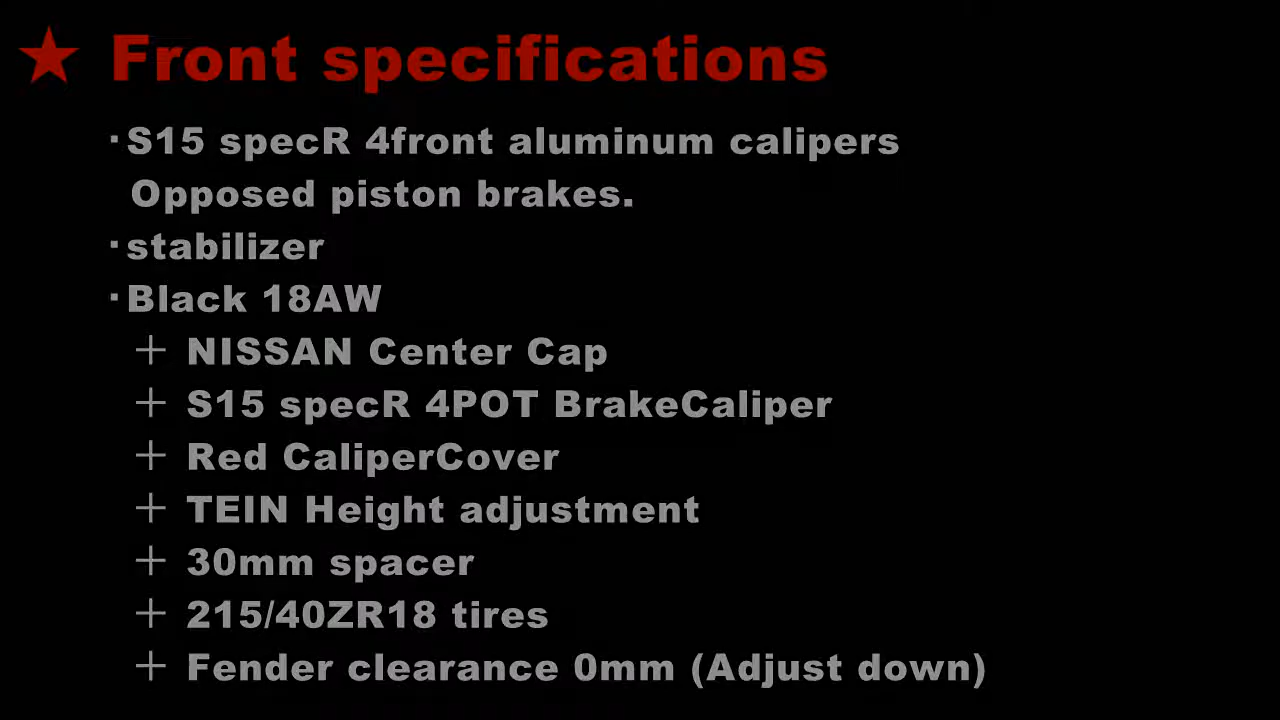 ★ Front specifications
･S15 specR 4front aluminum calipers
Opposed piston brakes.
･stabilizer
･Black 18AW
＋ NISSAN Center Cap
＋ S15 specR 4POT BrakeCaliper
＋ Red CaliperCover
＋ TEIN Height adjustment
＋ 30mm spacer
＋ 215/40ZR18 tires
＋ Fender clearance 0mm (Adjust down)